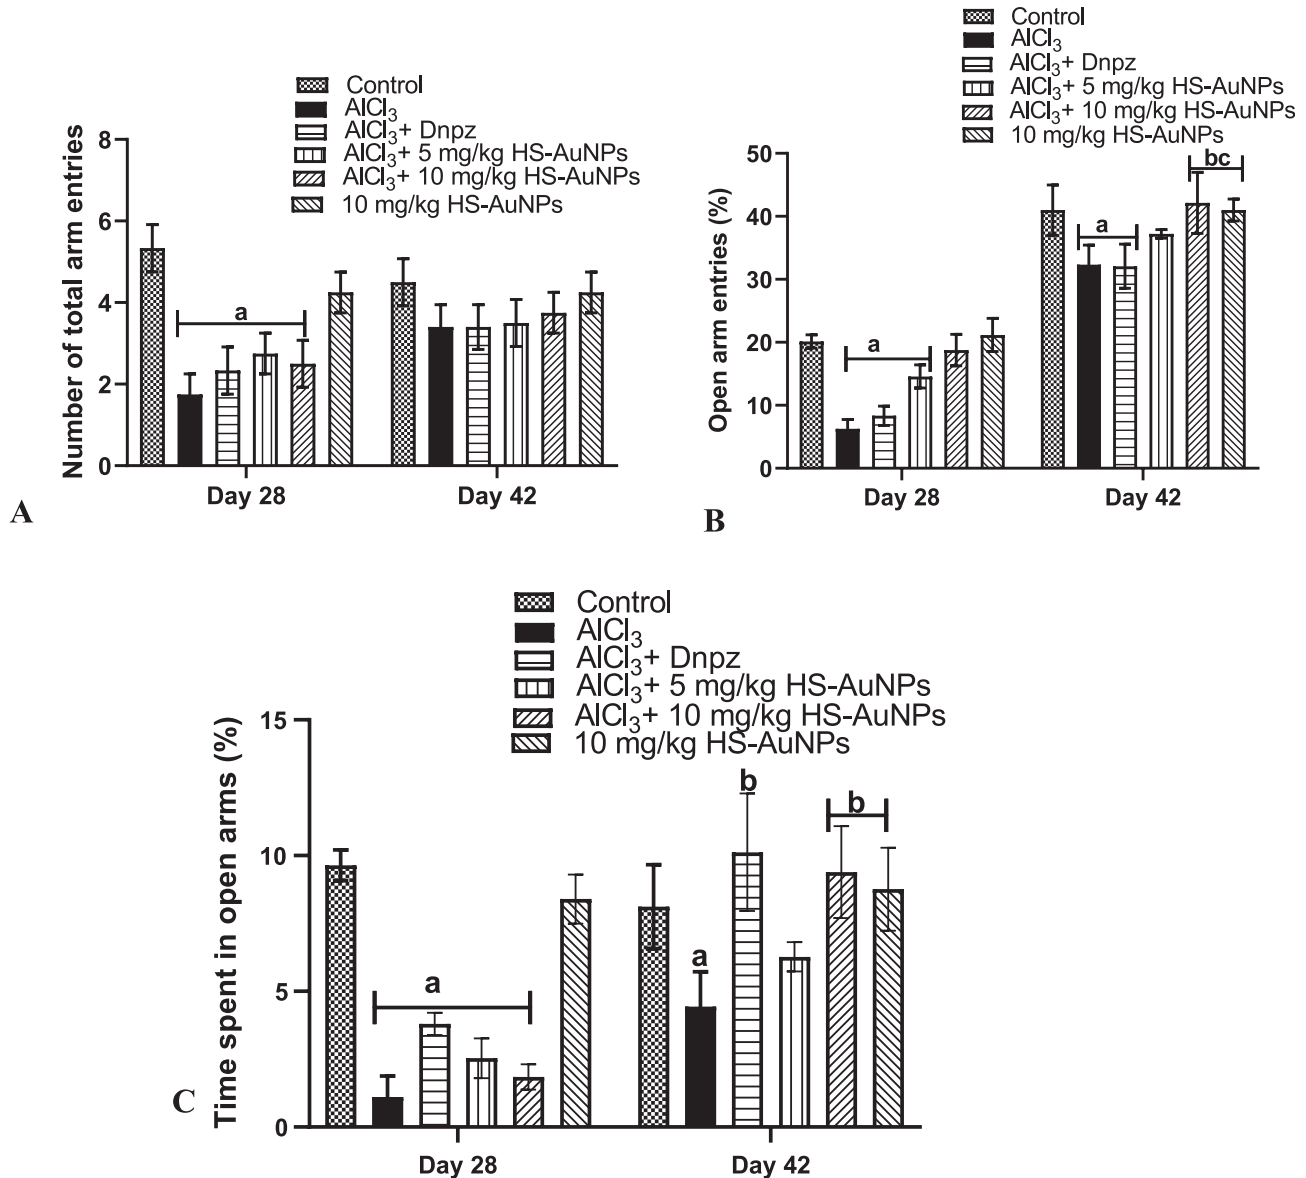 Control
AlCl3
AlCl3+ Dnpz
AlCl3+ 5 mg/kg HS-AuNPs
AlCl3+ 10 mg/kg HS-AuNPs
10 mg/kg HS-AuNPs
Number of total arm entries
8
6
4
2
0
a
Day 28
Day 42
A
Control
AlCl3
AlCl3+ Dnpz
AlCl3+ 5 mg/kg HS-AuNPs
AlCl3+ 10 mg/kg HS-AuNPs
10 mg/kg HS-AuNPs
Open arm entries (%)
50
40
30
20
10
0
a
a
bc
Day 28
Day 42
B
Control
AlCl3
AlCl3+ Dnpz
AlCl3+ 5 mg/kg HS-AuNPs
AlCl3+ 10 mg/kg HS-AuNPs
10 mg/kg HS-AuNPs
Time spent in open arms (%)
15
10
5
0
a
a
b
b
Day 28
Day 42
C